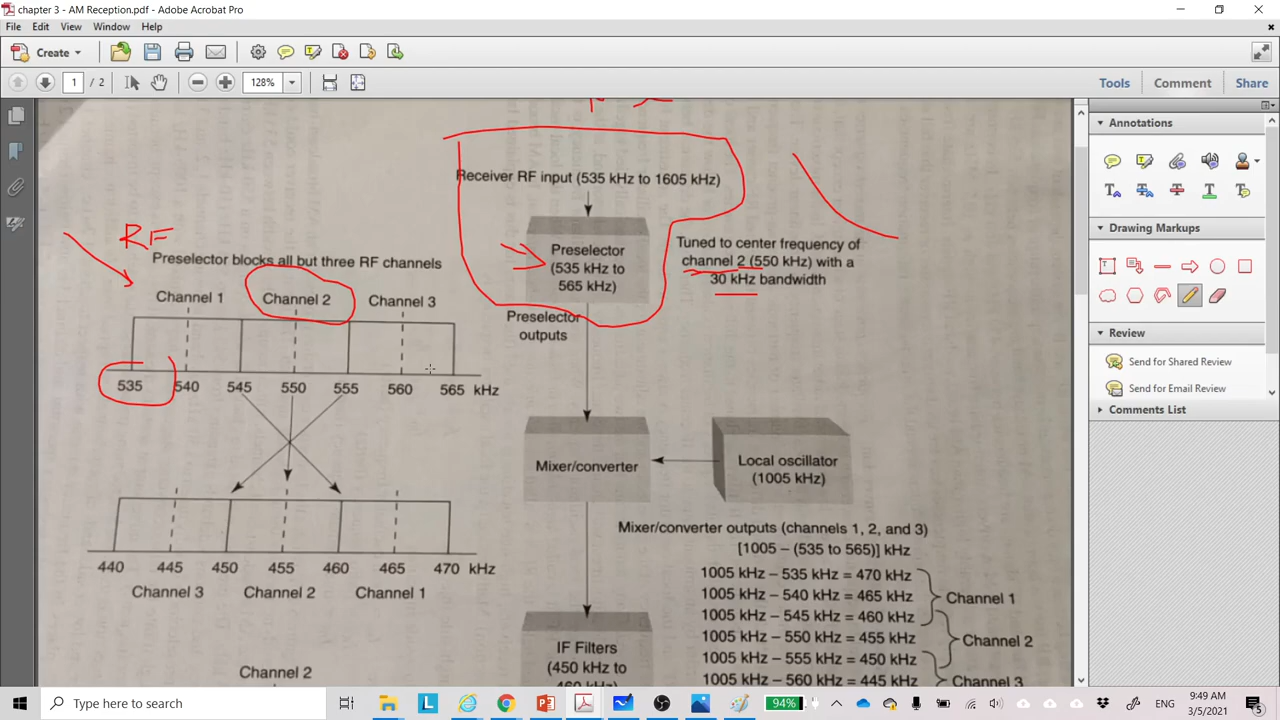 chapter 3 - AM Reception.pdf - Adobe Acrobat Pro
File Edit View Window Help
Create
1 / 2
128%
Tools Comment Share
Annotations
Drawing Markups
Review
Send for Shared Review
Send for Email Review
Comments List
Receiver RF input (535 kHz to 1605 kHz)
Preselector
(535 kHz to
565 kHz)
Tuned to center frequency of
channel 2 (550 kHz) with a
30 kHz bandwidth
RF
Preselector blocks all but three RF channels
Channel 1 Channel 2 Channel 3
535 540 545 550 555 560 565 kHz
Preselector
outputs
Mixer/converter
Local oscillator
(1005 kHz)
440 445 450 455 460 465 470 kHz
Channel 3 Channel 2 Channel 1
Mixer/converter outputs (channels 1, 2, and 3)
[1005 – (535 to 565)] kHz
1005 kHz – 535 kHz = 470 kHz
1005 kHz – 540 kHz = 465 kHz
1005 kHz – 545 kHz = 460 kHz
1005 kHz – 550 kHz = 455 kHz
1005 kHz – 555 kHz = 450 kHz
1005 kHz – 560 kHz = 445 kHz
Channel 1
Channel 2
Channel 3
IF Filters
(450 kHz to
460 kHz)
Channel 2
Type here to search
94%
ENG
9:49 AM
3/5/2021
5